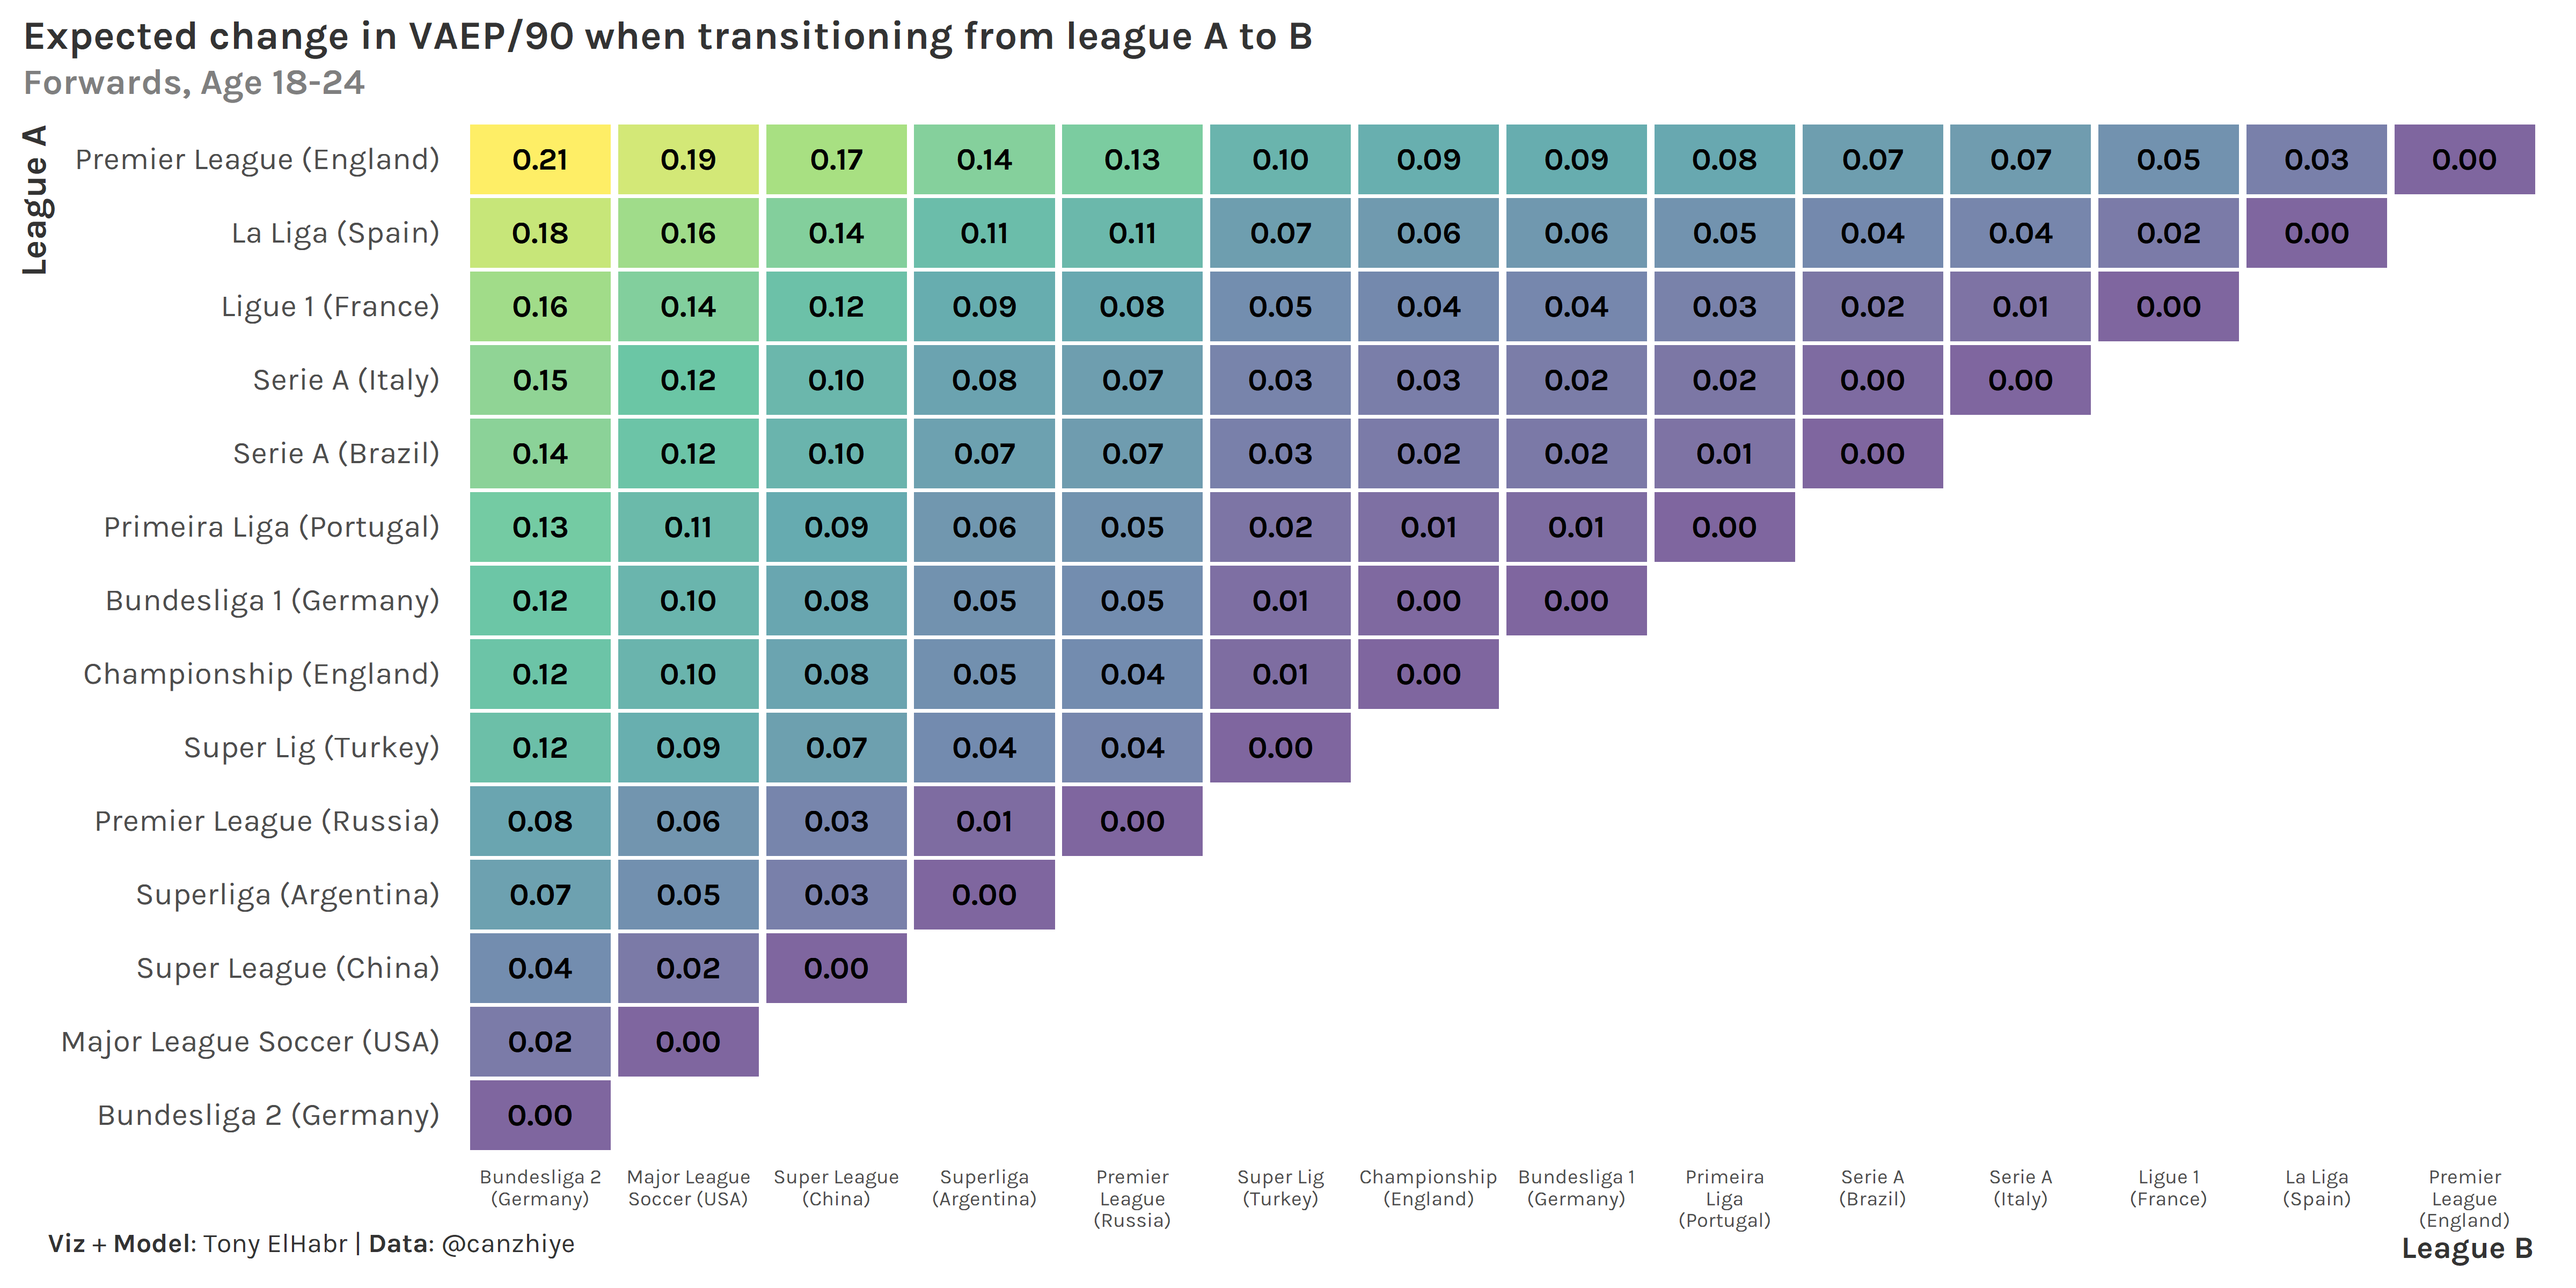 Expected change in VAEP/90 when transitioning from league A to B
Forwards, Age 18-24
League A
Premier League (England) 0.21 0.19 0.17 0.14 0.13 0.10 0.09 0.09 0.08 0.07 0.07 0.05 0.03 0.00
La Liga (Spain) 0.18 0.16 0.14 0.11 0.11 0.07 0.06 0.06 0.05 0.04 0.04 0.02 0.00
Ligue 1 (France) 0.16 0.14 0.12 0.09 0.08 0.05 0.04 0.04 0.03 0.02 0.01 0.00
Serie A (Italy) 0.15 0.12 0.10 0.08 0.07 0.03 0.03 0.02 0.02 0.00 0.00
Serie A (Brazil) 0.14 0.12 0.10 0.07 0.07 0.03 0.02 0.02 0.01 0.00
Primeira Liga (Portugal) 0.13 0.11 0.09 0.06 0.05 0.02 0.01 0.01 0.00
Bundesliga 1 (Germany) 0.12 0.10 0.08 0.05 0.05 0.01 0.00 0.00
Championship (England) 0.12 0.10 0.08 0.05 0.04 0.01 0.00
Super Lig (Turkey) 0.12 0.09 0.07 0.04 0.04 0.00
Premier League (Russia) 0.08 0.06 0.03 0.01 0.00
Superliga (Argentina) 0.07 0.05 0.03 0.00
Super League (China) 0.04 0.02 0.00
Major League Soccer (USA) 0.02 0.00
Bundesliga 2 (Germany) 0.00
Bundesliga 2 Major League Super League Superliga Premier Super Lig Championship Bundesliga 1 Primeira Serie A Serie A Ligue 1 La Liga Premier
(Germany) Soccer (USA) (China) (Argentina) League (Turkey) (England) (Germany) Liga (Brazil) (Italy) (France) (Spain) League
(Russia) (Portugal) (England)
League B
Viz + Model: Tony ElHabr | Data: @canzhiye